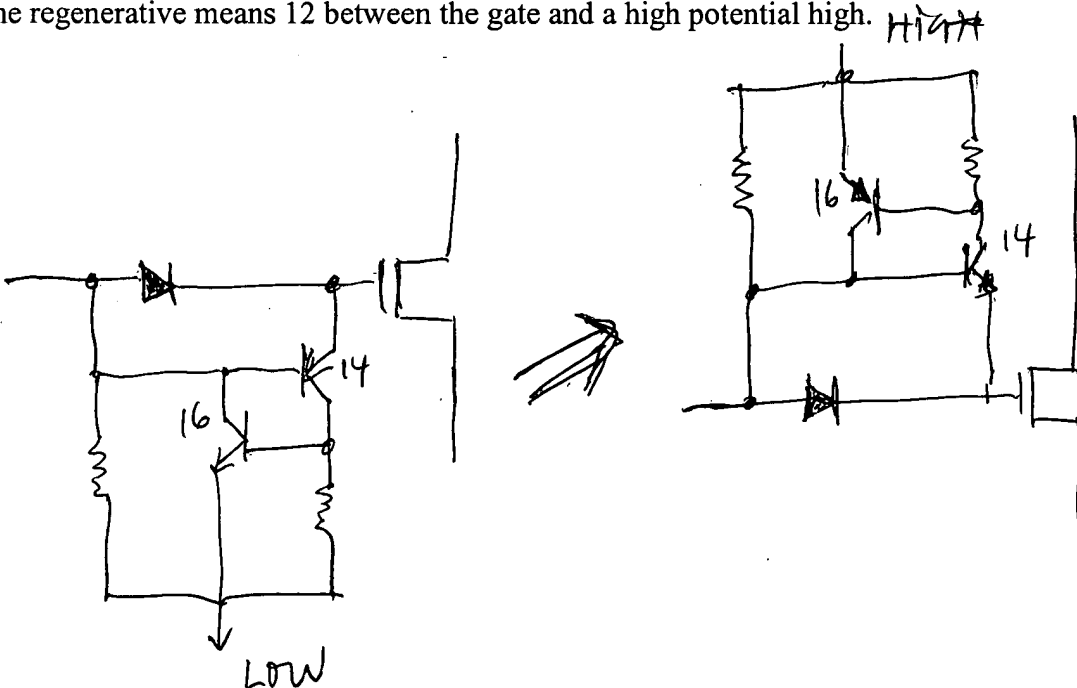 he regenerative means 12 between the gate and a high potential high.
HIGH
16
14
14
16
LOW